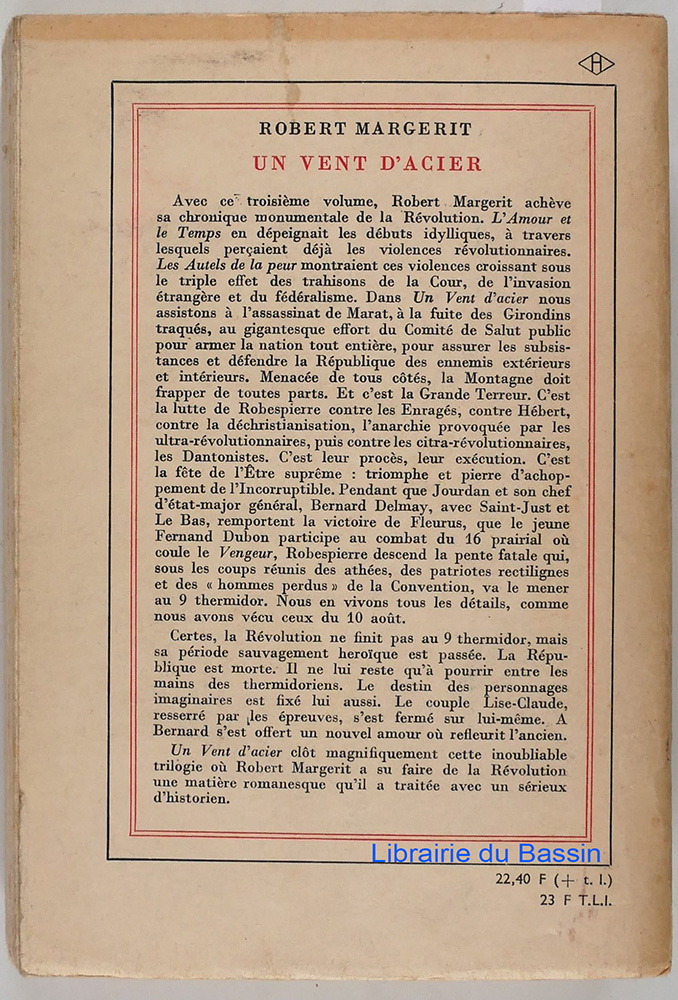 H
ROBERT MARGERIT
UN VENT D'ACIER
Avec ce troisième volume, Robert Margerit achève
sa chronique monumentale de la Révolution. L'Amour et
le Temps en dépeignait les débuts idylliques, à travers
lesquels perçaient déjà les violences révolutionnaires.
Les Autels de la peur montraient ces violences croissant sous
le triple effet des trahisons de la Cour, de l'invasion
étrangère et du fédéralisme. Dans Un Vent d'acier nous
assistons à l'assassinat de Marat, à la fuite des Girondins
traqués, au gigantesque effort du Comité de Salut public
pour armer la nation tout entière, pour assurer les subsis-
tances et défendre la République des ennemis extérieurs
et intérieurs. Menacée de tous côtés, la Montagne doit
frapper de toutes parts. Et c'est la Grande Terreur. C'est
la lutte de Robespierre contre les Enragés, contre Hébert,
contre la déchristianisation, l'anarchie provoquée par les
ultra-révolutionnaires, puis contre les citra-révolutionnaires,
les Dantonistes. C'est leur procès, leur exécution. C'est
la fête de l'Être suprême : triomphe et pierre d'achop-
pement de l'Incorruptible. Pendant que Jourdan et son chef
d'état-major général, Bernard Delmay, avec Saint-Just et
Le Bas, remportent la victoire de Fleurus, que le jeune
Fernand Dubon participe au combat du 16 prairial où
coule le Vengeur, Robespierre descend la pente fatale qui,
sous les coups réunis des athées, des patriotes rectilignes
et des « hommes perdus » de la Convention, va le mener
au 9 thermidor. Nous en vivons tous les détails, comme
nous avons vécu ceux du 10 août.
Certes, la Révolution ne finit pas au 9 thermidor, mais
sa période sauvagement heroïque est passée. La Répu-
blique est morte. Il ne lui reste qu'à pourrir entre les
mains des thermidoriens. Le destin des personnages
imaginaires est fixé lui aussi. Le couple Lise-Claude,
resserré par les épreuves, s'est fermé sur lui-même. A
Bernard s'est offert un nouvel amour où refleurit l'ancien.
Un Vent d'acier clôt magnifiquement cette inoubliable
trilogie où Robert Margerit a su faire de la Révolution
une matière romanesque qu'il a traitée avec un sérieux
d'historien.
Librairie du Bassin
22,40 F (+ t. l.)
23 F T.L.I.